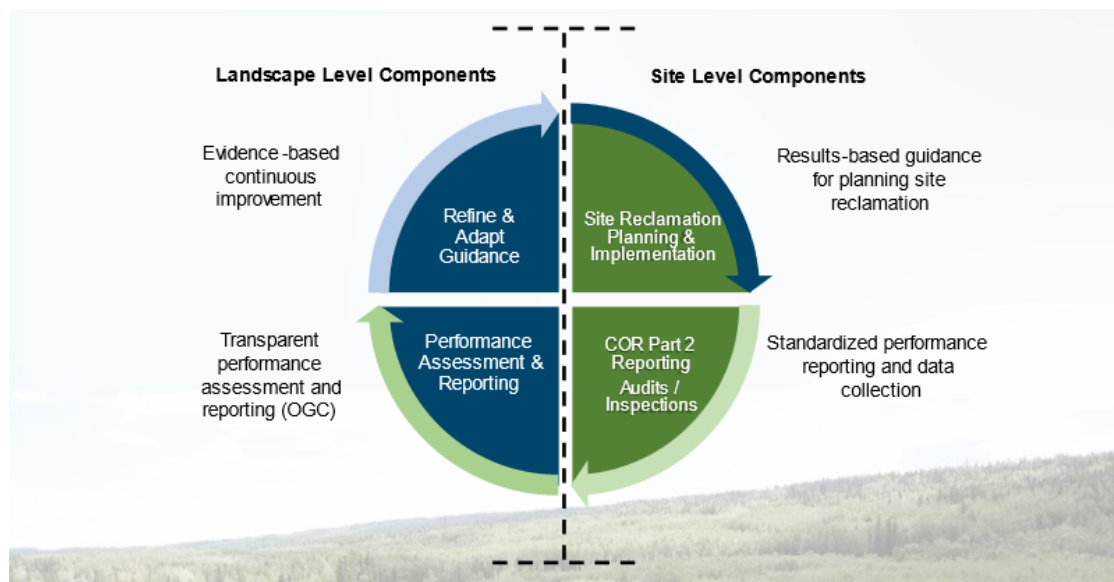 Landscape Level Components
Site Level Components
Evidence-based
continuous
improvement
Refine &
Adapt
Guidance
Site Reclamation
Planning &
Implementation
Results-based guidance
for planning site
reclamation
Transparent
performance
assessment and
reporting (OGC)
Performance
Assessment &
Reporting
COR Part 2
Reporting
Audits /
Inspections
Standardized performance
reporting and data
collection